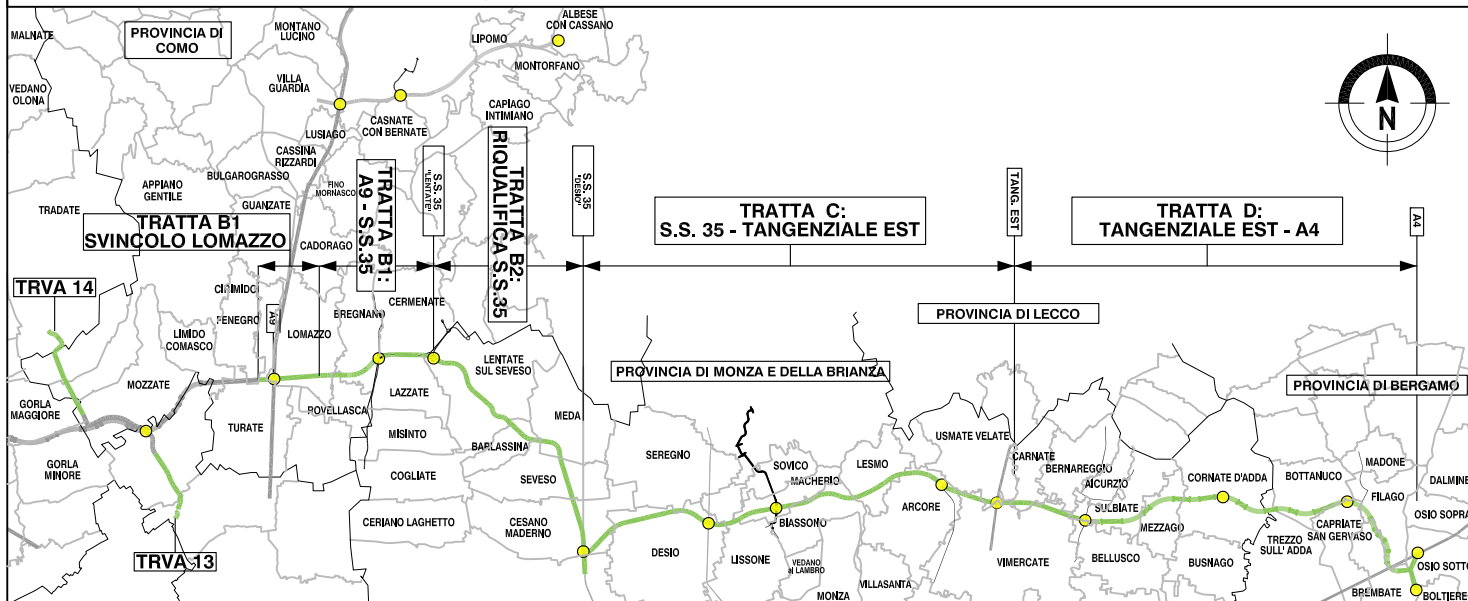 MALNATE
PROVINCIA DI
COMO
MONTANO
LUCINO
LIPOMO
ALBESE
CON CASSANO
MONTORFANO
VEDANO
OLONA
VILLA
GUARDIA
CASNATE
CON BERNATE
CAPIAGO
INTIMIANO
N
LUSIAGO
CASSINA
RIZZARDI
BULGAROGRASSO
FINO
MORNASCO
APPIANO
GENTILE
TRADATE
GUANZATE
CADORAGO
TRATTA B1
SVINCOLO LOMAZZO
TRATTA B1:
A9 - S.S.35
S.S. 35
"LENTATE"
TRATTA B2:
RIQUALIFICA S.S.35
S.S. 35
"DESIO"
TRATTA C:
S.S. 35 - TANGENZIALE EST
TANG. EST
TRATTA D:
TANGENZIALE EST - A4
A4
TRVA 14
CIRIMIDO
FENEGRO
A9
LOMAZZO
BREGNANO
CERMENATE
PROVINCIA DI LECCO
LIMIDO
COMASCO
LENTATE
SUL SEVESO
PROVINCIA DI MONZA E DELLA BRIANZA
PROVINCIA DI BERGAMO
MOZZATE
GORLA
MAGGIORE
ROVELLASCA
LAZZATE
MEDA
TURATE
MISINTO
BARLASSINA
SEREGNO
SOVICO
MACHERIO
LESMO
USMATE VELATE
CARNATE
BERNAREGGIO
AICURZIO
CORNATE D'ADDA
BOTTANUCO
MADONE
GORLA
MINORE
COGLIATE
SEVESO
DALMINE
FILAGO
OSIO SOPRA
ARCORE
SULBIATE
MEZZAGO
CERIANO LAGHETTO
CESANO
MADERNO
BIASSONO
CAPRIATE
SAN GERVASO
TREZZO
SULL' ADDA
TRVA 13
DESIO
LISSONE
VEDANO
al LAMBRO
VILLASANTA
MONZA
VIMERCATE
BELLUSCO
BUSNAGO
OSIO SOTTO
BREMBATE
BOLTIERE